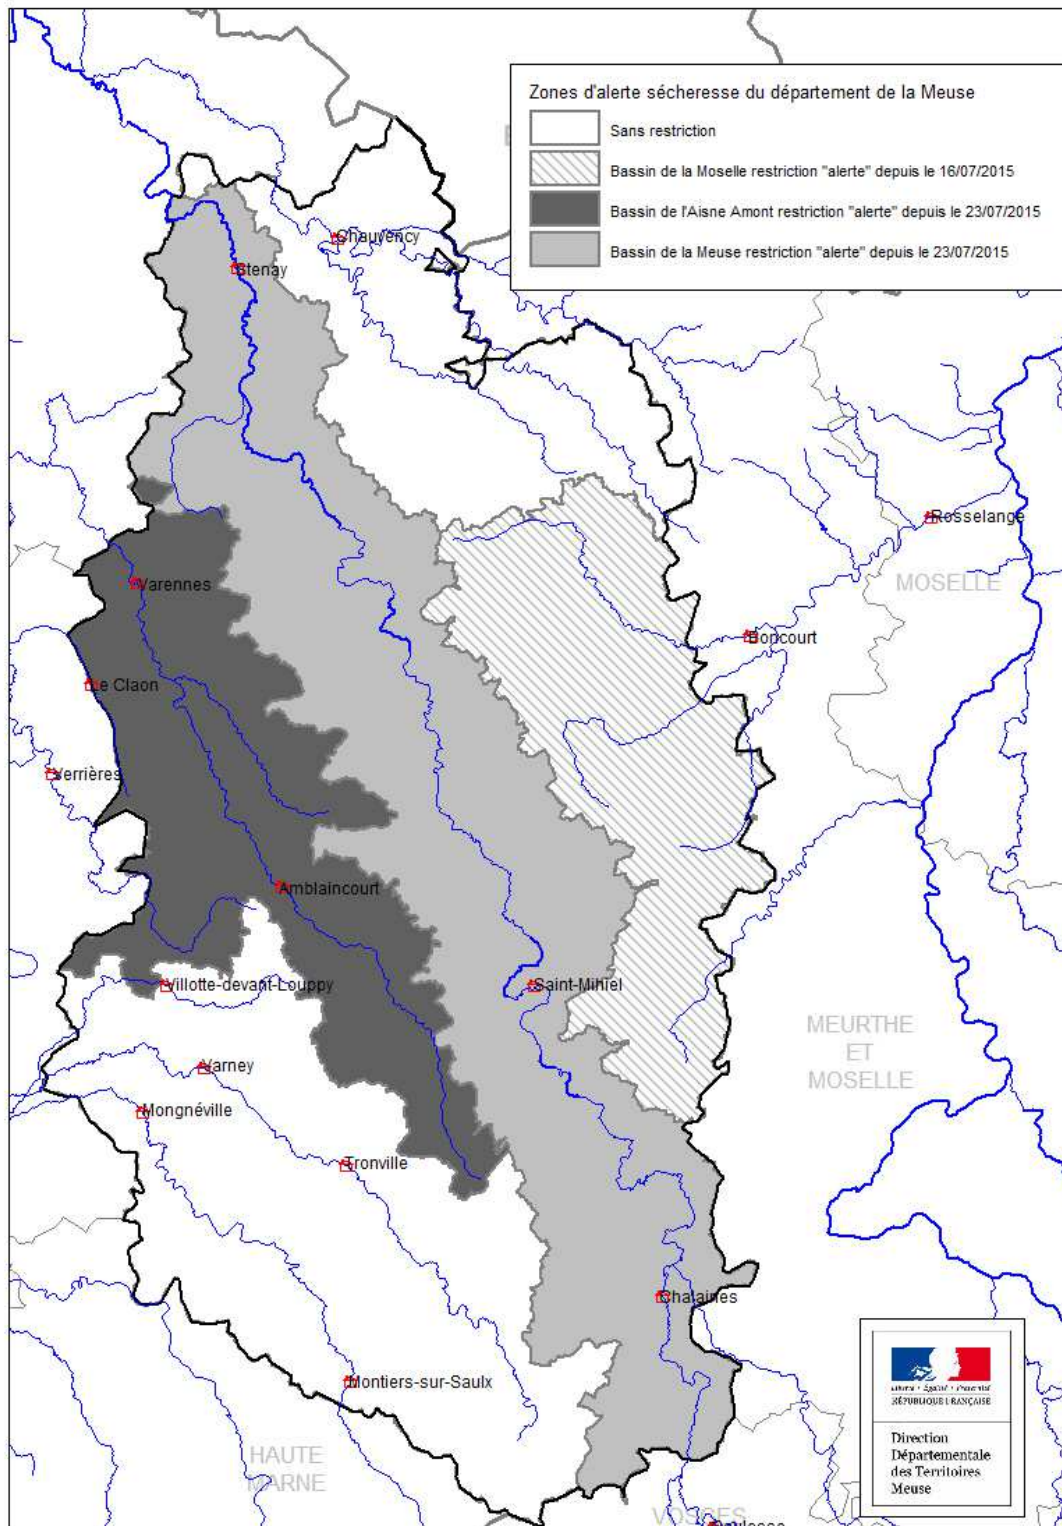 Zones d'alerte sécheresse du département de la Meuse
Sans restriction
Bassin de la Moselle restriction "alerte" depuis le 16/07/2015
Bassin de l'Aisne Amont restriction "alerte" depuis le 23/07/2015
Bassin de la Meuse restriction "alerte" depuis le 23/07/2015
Chauvency
Stenay
Rosselange
MOSELLE
Varennes
Boncourt
Le Claon
Verrières
Amblaincourt
Villotte-devant-Louppy
Saint-Mihiel
MEURTHE
ET
MOSELLE
Varney
Mongnéville
Tronville
Chalaines
Montiers-sur-Saulx
HAUTE
MARNE
VOSGES
Liberté • Égalité • Fraternité
RÉPUBLIQUE FRANÇAISE
Direction
Départementale
des Territoires
Meuse